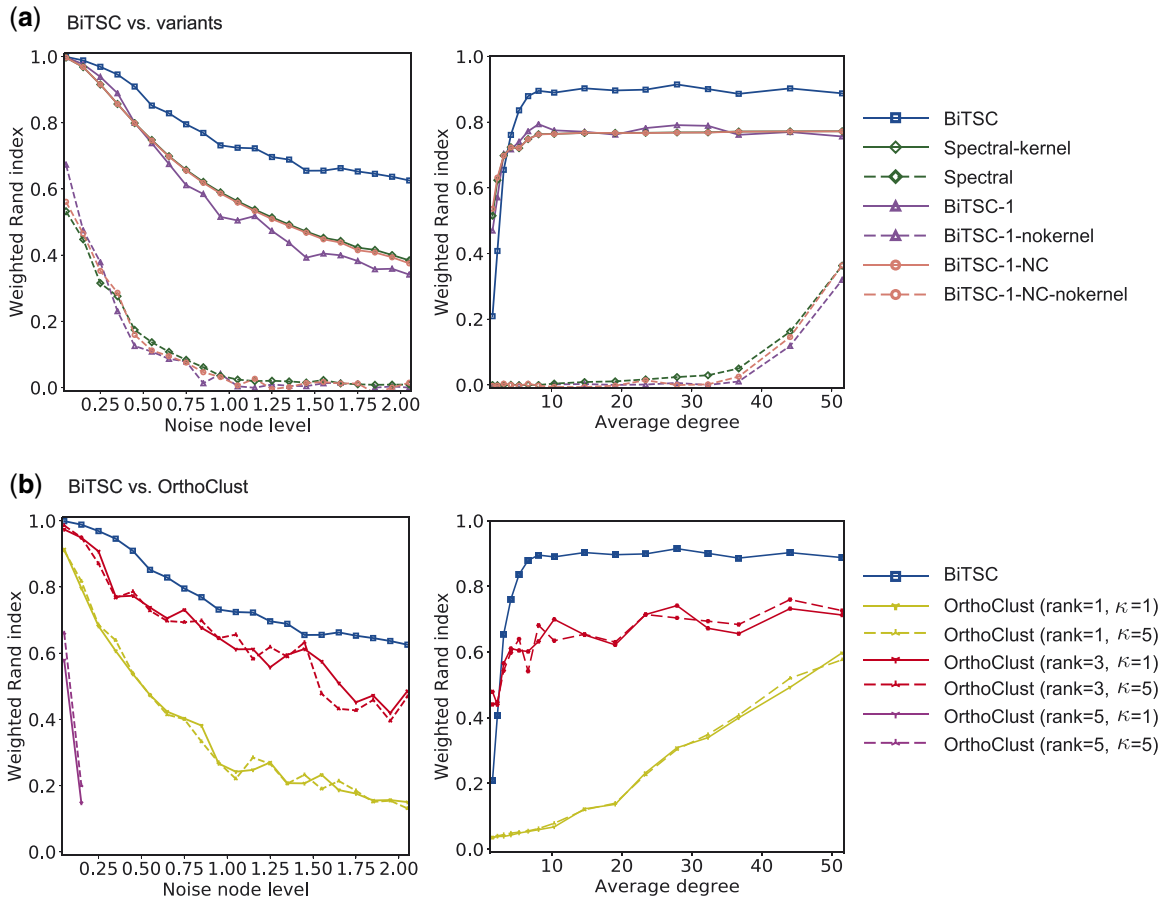 (a) BiTSC vs. variants
Weighted Rand index
1.0
0.8
0.6
0.4
0.2
0.0
0.25 0.50 0.75 1.00 1.25 1.50 1.75 2.00
Noise node level
Weighted Rand index
1.0
0.8
0.6
0.4
0.2
0.0
10 20 30 40 50
Average degree
BiTSC
Spectral-kernel
Spectral
BiTSC-1
BiTSC-1-nokernel
BiTSC-1-NC
BiTSC-1-NC-nokernel
(b) BiTSC vs. OrthoClust
Weighted Rand index
1.0
0.8
0.6
0.4
0.2
0.0
0.25 0.50 0.75 1.00 1.25 1.50 1.75 2.00
Noise node level
Weighted Rand index
1.0
0.8
0.6
0.4
0.2
0.0
10 20 30 40 50
Average degree
BiTSC
OrthoClust (rank=1, κ=1)
OrthoClust (rank=1, κ=5)
OrthoClust (rank=3, κ=1)
OrthoClust (rank=3, κ=5)
OrthoClust (rank=5, κ=1)
OrthoClust (rank=5, κ=5)